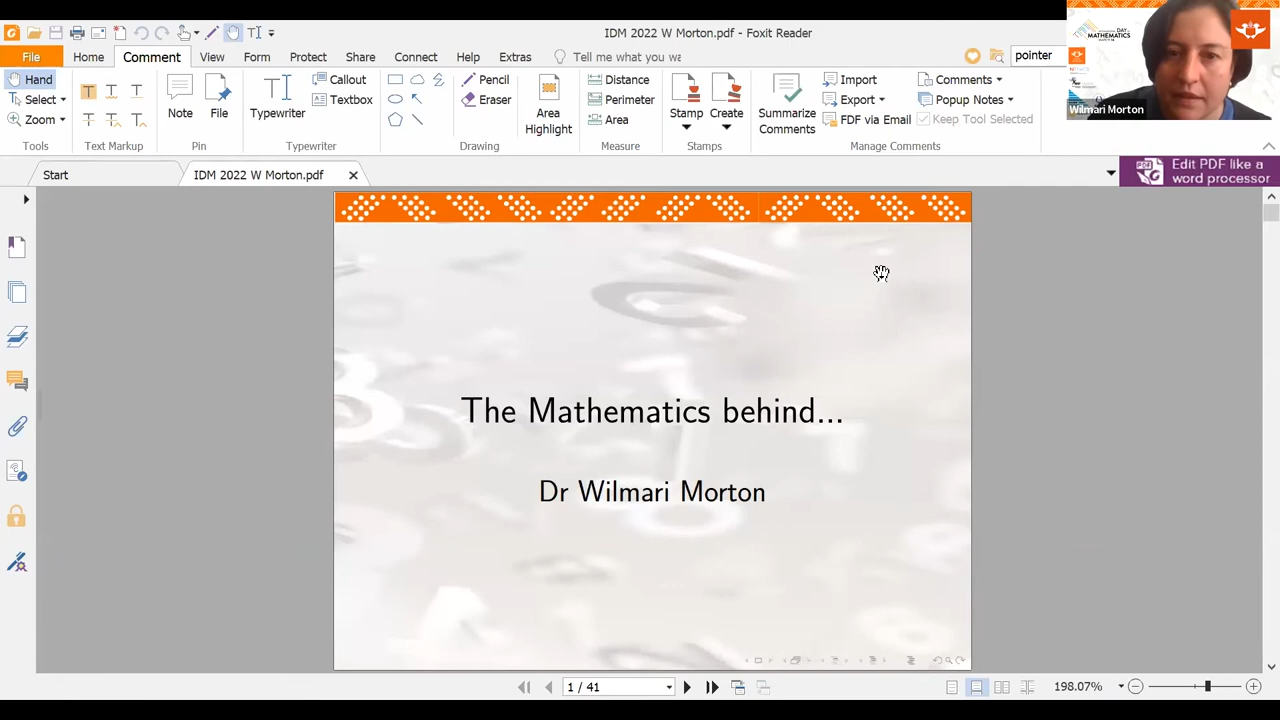 IDM 2022 W Morton.pdf - Foxit Reader
File Home Comment View Form Protect Share Connect Help Extras Tell me what you wa pointer
Hand
Select
Zoom
Tools
T T T
T T T
Text Markup
Note
File
Pin
Typewriter
Callout
Textbox
Typewriter
Pencil
Eraser
Area
Highlight
Drawing
Distance
Perimeter
Area
Measure
Stamp
Create
Stamps
Summarize
Comments
Import
Export
FDF via Email
Comments
Popup Notes
Keep Tool Selected
Manage Comments
DAY
MATHEMATICS
Wilmari Morton
Start
IDM 2022 W Morton.pdf
Edit PDF like a
word processor
The Mathematics behind...
Dr Wilmari Morton
1 / 41
198.07%